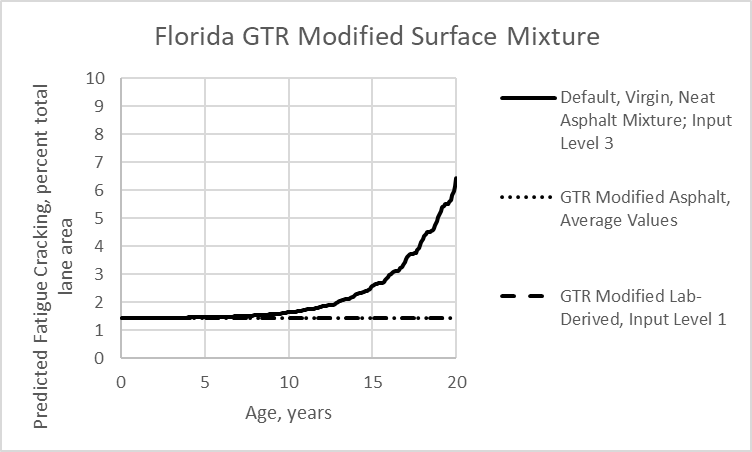 Florida GTR Modified Surface Mixture
Predicted Fatigue Cracking, percent total
lane area
10
9
8
7
6
5
4
3
2
1
0
0 5 10 15 20
Age, years
Default, Virgin, Neat
Asphalt Mixture; Input
Level 3
GTR Modified Asphalt,
Average Values
GTR Modified Lab-
Derived, Input Level 1